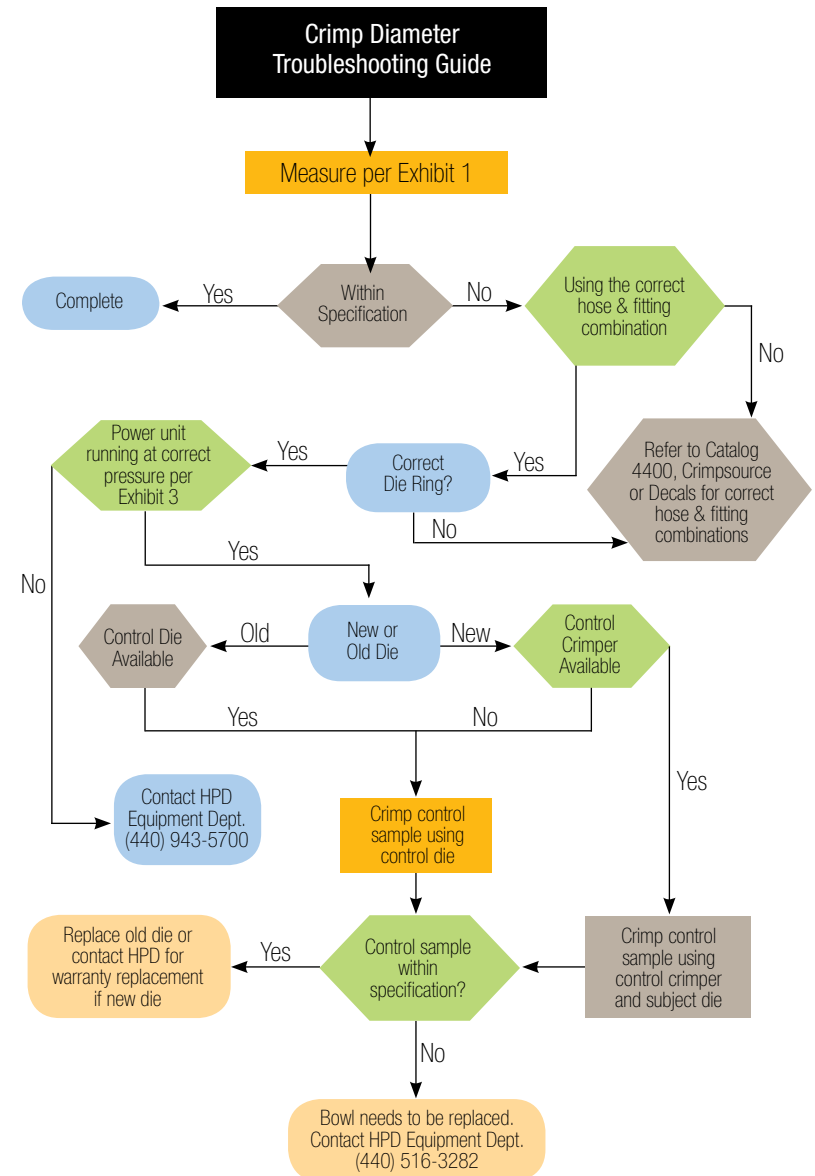 Crimp Diameter
Troubleshooting Guide
Measure per Exhibit 1
Complete
Yes
Within
Specification
No
Using the correct
hose & fitting
combination
No
Power unit
running at correct
pressure per
Exhibit 3
Yes
Correct
Die Ring?
Yes
Refer to Catalog
4400, Crimpsource
or Decals for correct
hose & fitting
combinations
No
Yes
No
Control Die
Available
Old
New or
Old Die
New
Control
Crimper
Available
Yes
No
Yes
Contact HPD
Equipment Dept.
(440) 943-5700
Crimp control
sample using
control die
Replace old die or
contact HPD for
warranty replacement
if new die
Yes
Control sample
within
specification?
Crimp control
sample using
control crimper
and subject die
No
Bowl needs to be replaced.
Contact HPD Equipment Dept.
(440) 516-3282